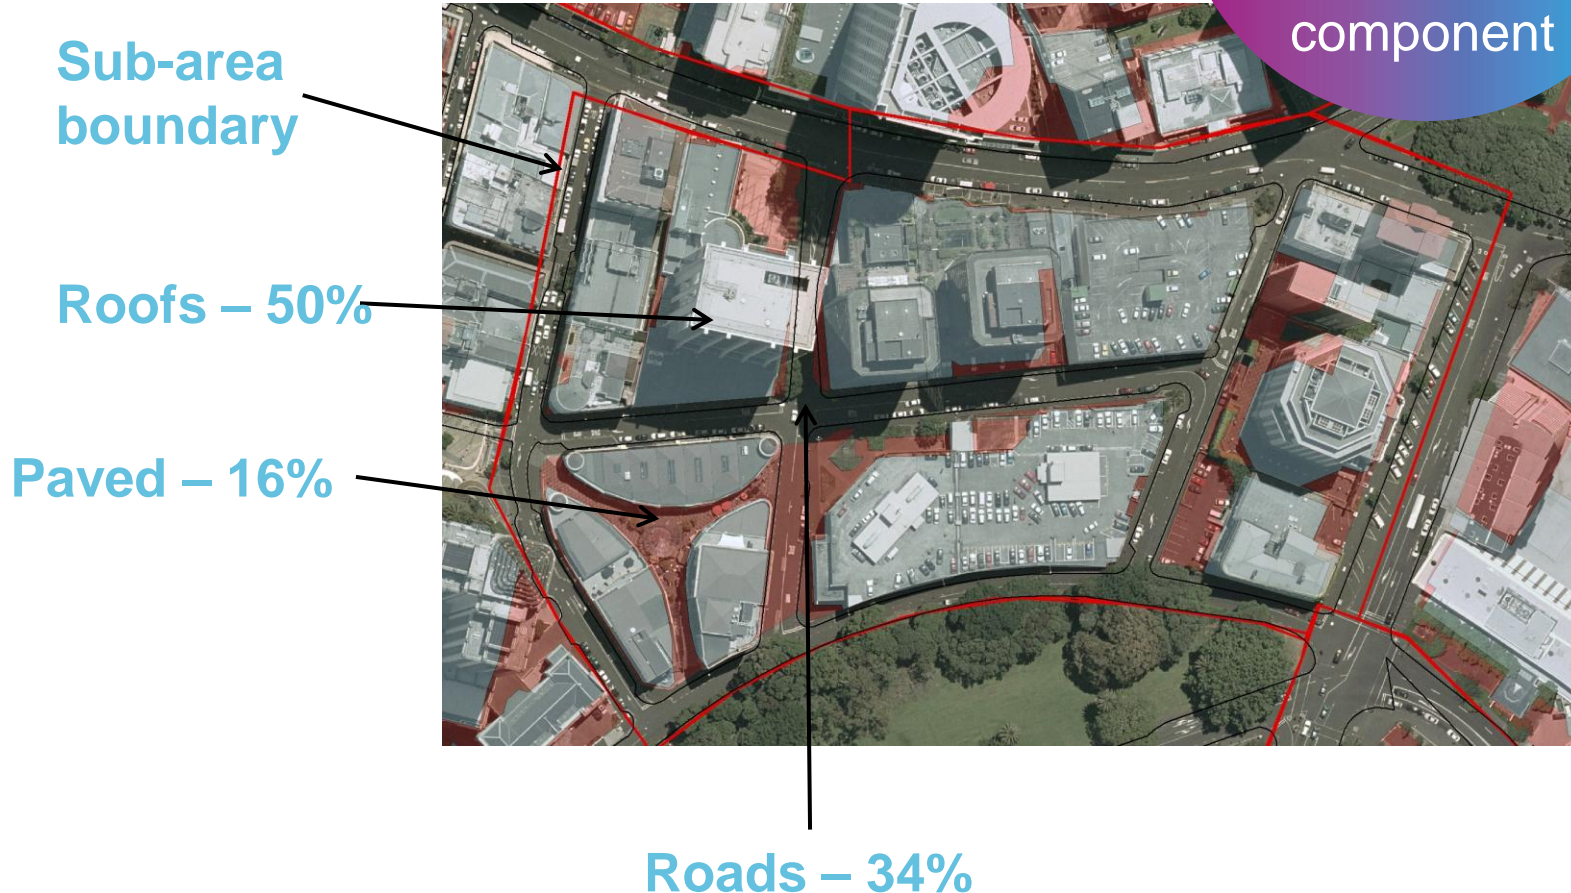 component
Sub-area
boundary
Roofs – 50%
Paved – 16%
Roads – 34%